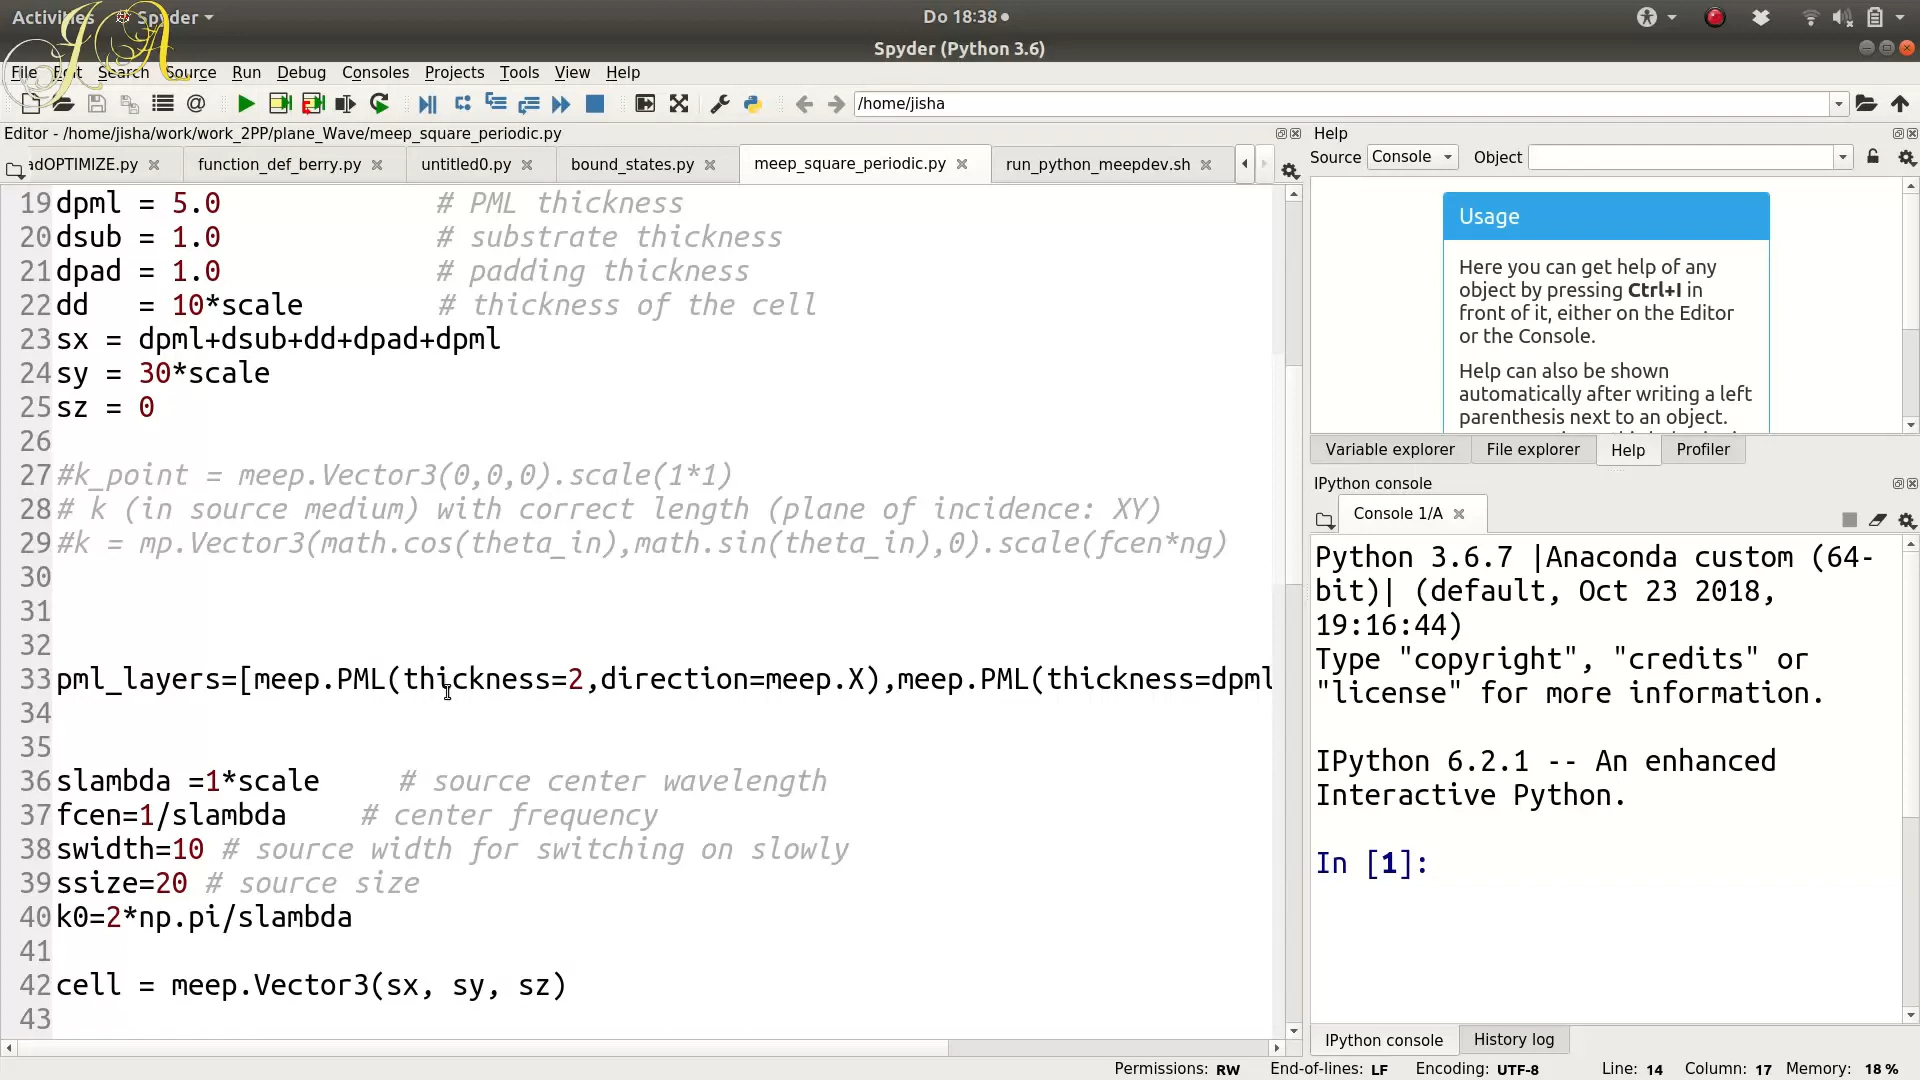 Activities Spyder Do 18:38
Spyder (Python 3.6)
File Edit Search Source Run Debug Consoles Projects Tools View Help
/home/jisha
Editor - /home/jisha/work/work_2PP/plane_Wave/meep_square_periodic.py
adOPTIMIZE.py function_def_berry.py untitled0.py bound_states.py meep_square_periodic.py run_python_meepdev.sh
19 dpml = 5.0 # PML thickness
20 dsub = 1.0 # substrate thickness
21 dpad = 1.0 # padding thickness
22 dd = 10*scale # thickness of the cell
23 sx = dpml+dsub+dd+dpad+dpml
24 sy = 30*scale
25 sz = 0
26
27 #k_point = meep.Vector3(0,0,0).scale(1*1)
28 # k (in source medium) with correct length (plane of incidence: XY)
29 #k = mp.Vector3(math.cos(theta_in),math.sin(theta_in),0).scale(fcen*ng)
30
31
32
33 pml_layers=[meep.PML(thickness=2,direction=meep.X),meep.PML(thickness=dpml
34
35
36 slambda =1*scale # source center wavelength
37 fcen=1/slambda # center frequency
38 swidth=10 # source width for switching on slowly
39 ssize=20 # source size
40 k0=2*np.pi/slambda
41
42 cell = meep.Vector3(sx, sy, sz)
43
Help
Source Console Object
Usage
Here you can get help of any
object by pressing Ctrl+I in
front of it, either on the Editor
or the Console.
Help can also be shown
automatically after writing a left
parenthesis next to an object.
Variable explorer File explorer Help Profiler
IPython console
Console 1/A
Python 3.6.7 |Anaconda custom (64-
bit)| (default, Oct 23 2018,
19:16:44)
Type "copyright", "credits" or
"license" for more information.
IPython 6.2.1 -- An enhanced
Interactive Python.
In [1]:
IPython console History log
Permissions: RW End-of-lines: LF Encoding: UTF-8 Line: 14 Column: 17 Memory: 18 %